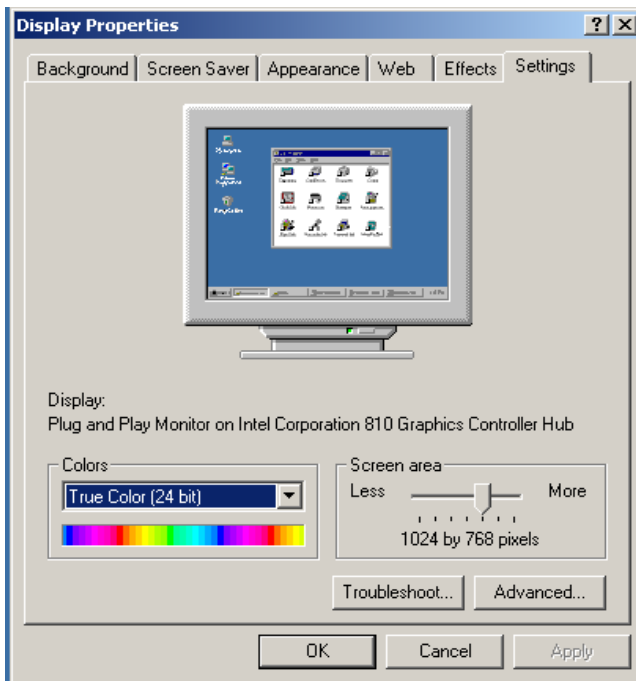 Display Properties
Background Screen Saver Appearance Web Effects Settings
Display:
Plug and Play Monitor on Intel Corporation 810 Graphics Controller Hub
Colors
True Color (24 bit)
Screen area
Less More
1024 by 768 pixels
Troubleshoot... Advanced...
OK Cancel Apply